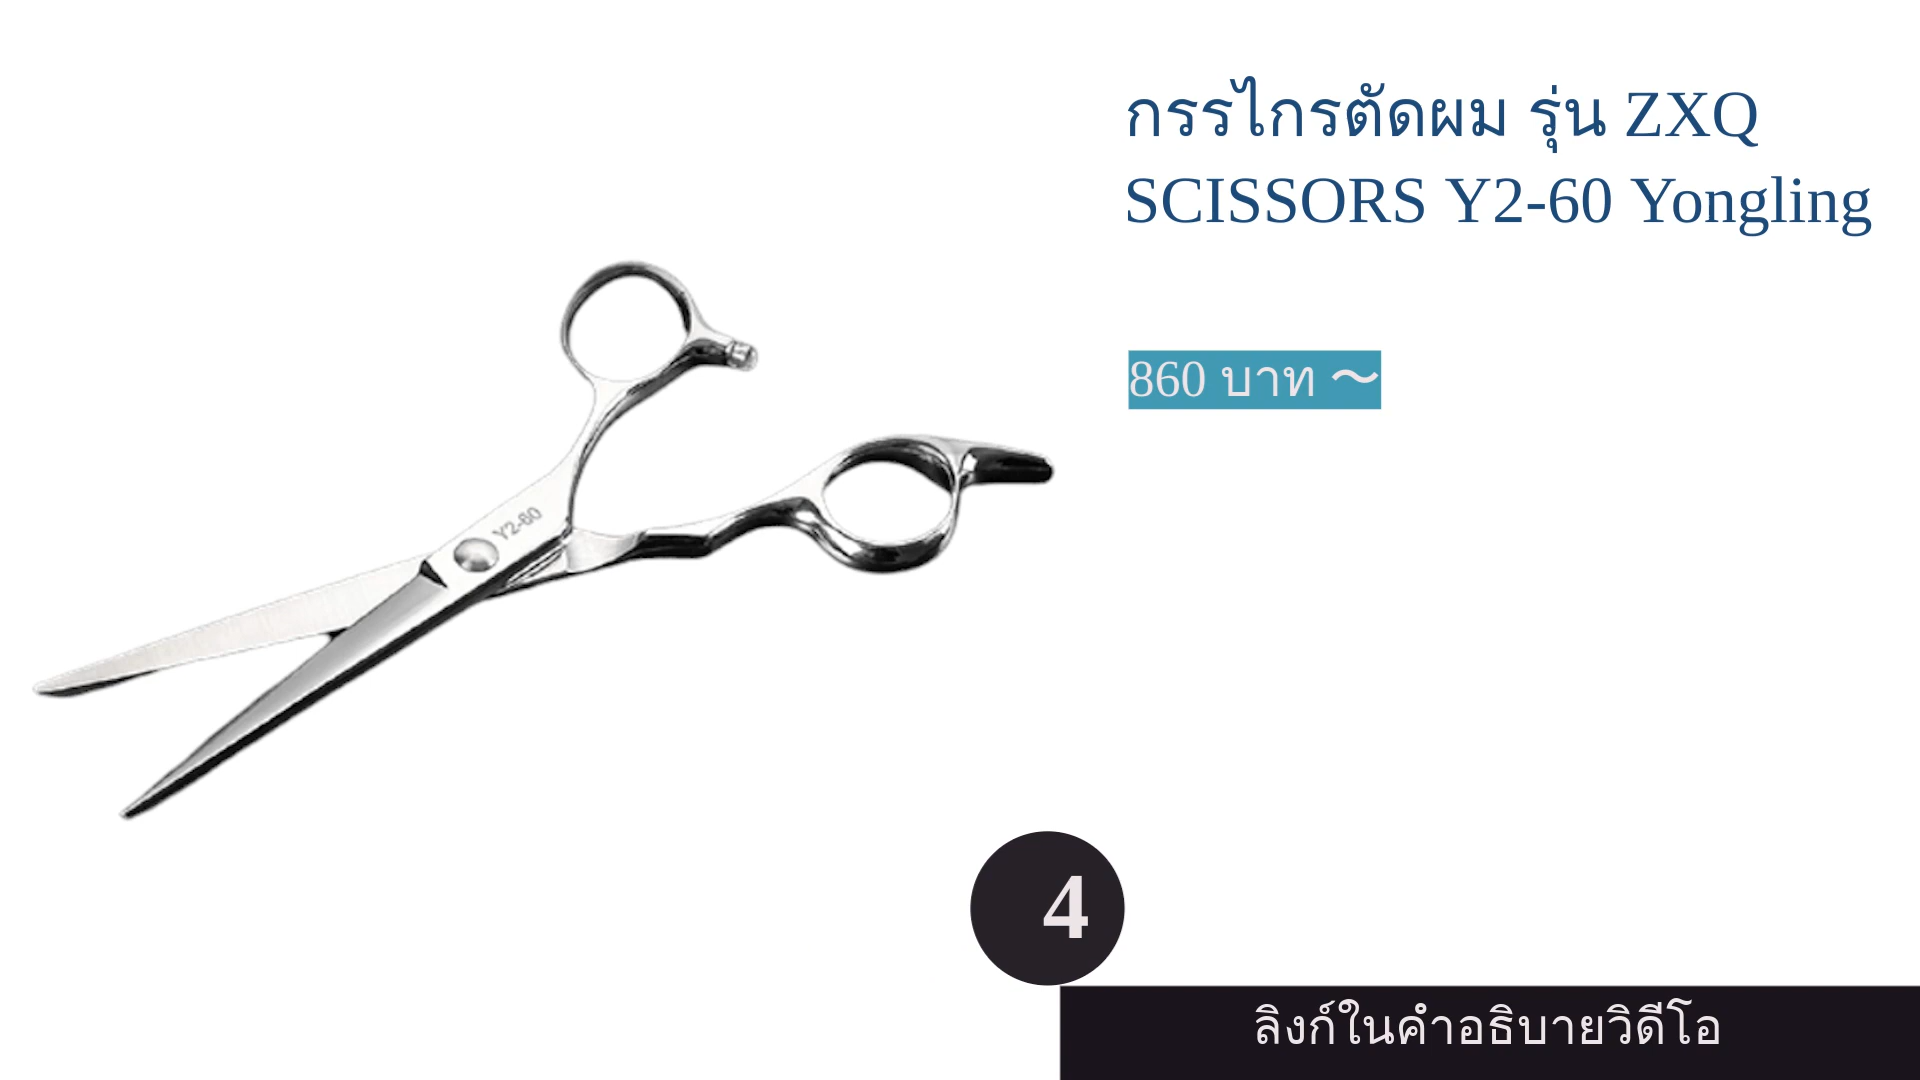 กรรไกรตัดผม รุ่น ZXQ
SCISSORS Y2-60 Yongling
860 บาท ～
Y2-60
4
ลิงก์ในคำอธิบายวิดีโอ